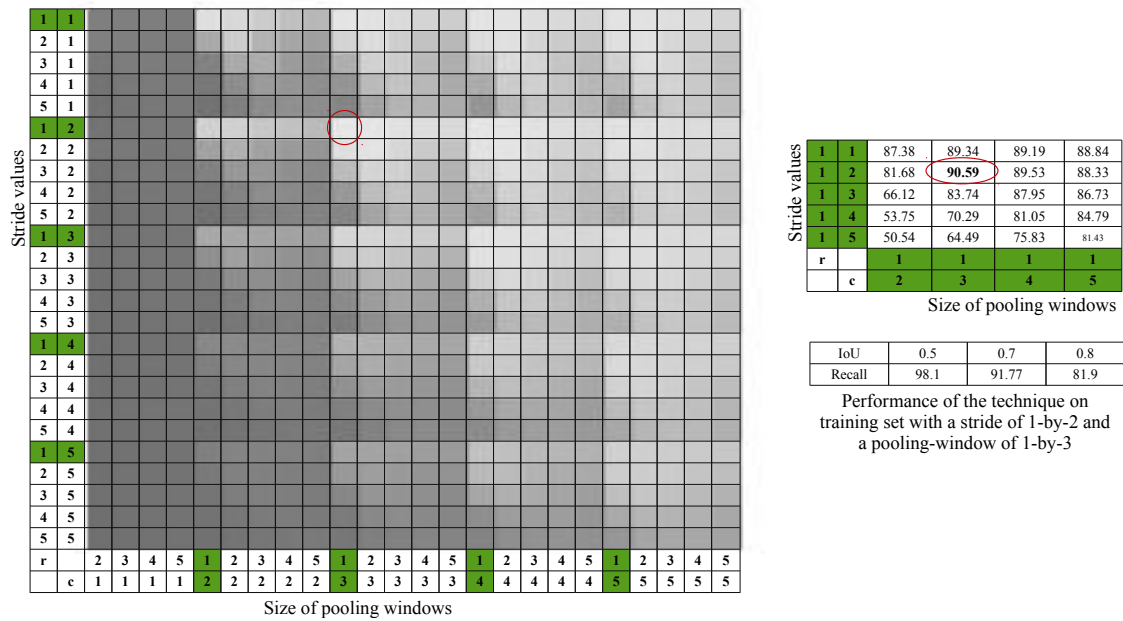 Stride values
1 1
2 1
3 1
4 1
5 1
1 2
2 2
3 2
4 2
5 2
1 3
2 3
3 3
4 3
5 3
1 4
2 4
3 4
4 4
5 4
1 5
2 5
3 5
4 5
5 5
r 2 3 4 5 1 2 3 4 5 1 2 3 4 5 1 2 3 4 5 1 2 3 4 5
c 1 1 1 1 2 2 2 2 2 3 3 3 3 3 4 4 4 4 4 5 5 5 5 5
Size of pooling windows
Stride values
1 1 87.38 89.34 89.19 88.84
1 2 81.68 90.59 89.53 88.33
1 3 66.12 83.74 87.95 86.73
1 4 53.75 70.29 81.05 84.79
1 5 50.54 64.49 75.83 81.43
r 1 1 1 1
c 2 3 4 5
Size of pooling windows
IoU 0.5 0.7 0.8
Recall 98.1 91.77 81.9
Performance of the technique on
training set with a stride of 1-by-2 and
a pooling-window of 1-by-3